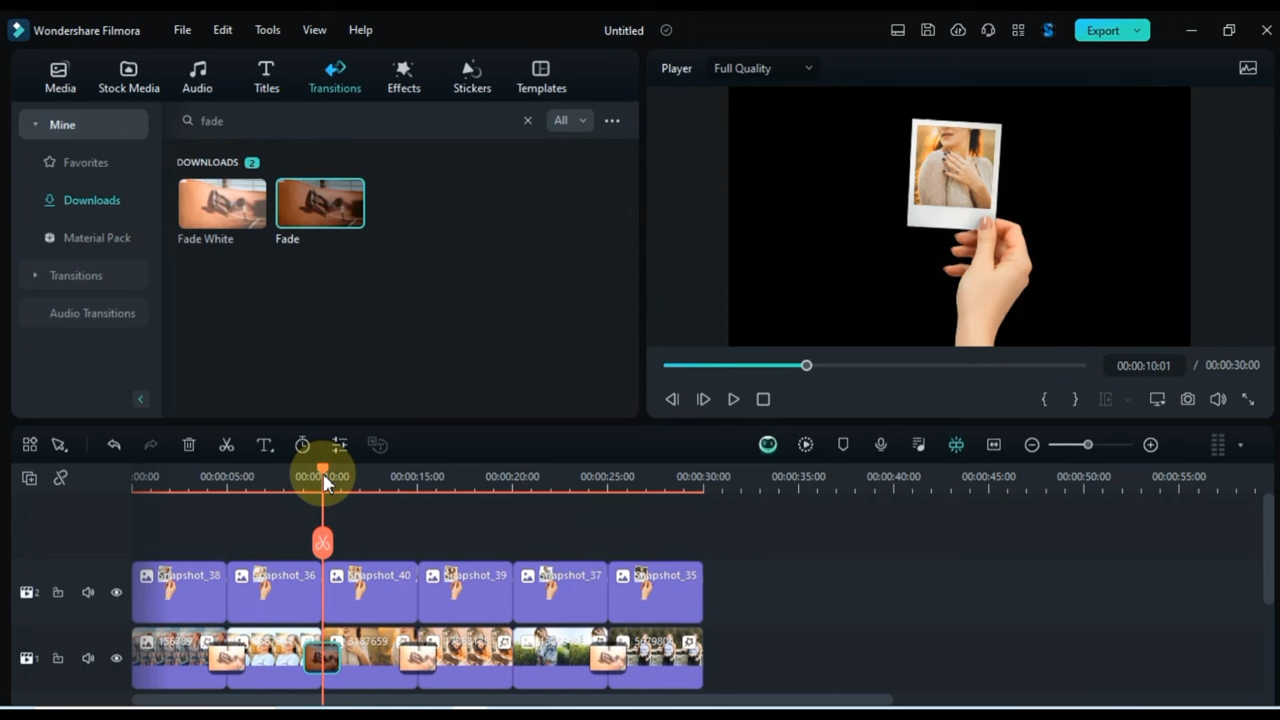 Wondershare Filmora
File
Edit
Tools
View
Help
Untitled
Export
Media
Stock Media
Audio
Titles
Transitions
Effects
Stickers
Templates
Player
Full Quality
Mine
fade
All
Favorites
DOWNLOADS 2
Downloads
Fade White
Fade
Material Pack
Transitions
Audio Transitions
00:00:10:01 / 00:00:30:00
:00:00
00:00:05:00
00:00:15:00
00:00:20:00
00:00:25:00
00:00:30:00
00:00:35:00
00:00:40:00
00:00:45:00
00:00:50:00
00:00:55:00
2
Snapshot_38
Snapshot_36
Snapshot_40
Snapshot_39
Snapshot_37
Snapshot_35
1